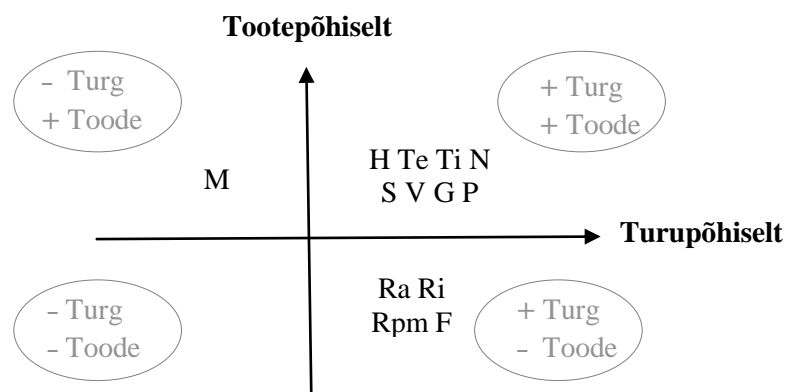 Tootepõhiselt
- Turg
+ Toode
+ Turg
+ Toode
M
H Te Ti N
S V G P
Turupõhiselt
- Turg
- Toode
Ra Ri
Rpm F
+ Turg
- Toode